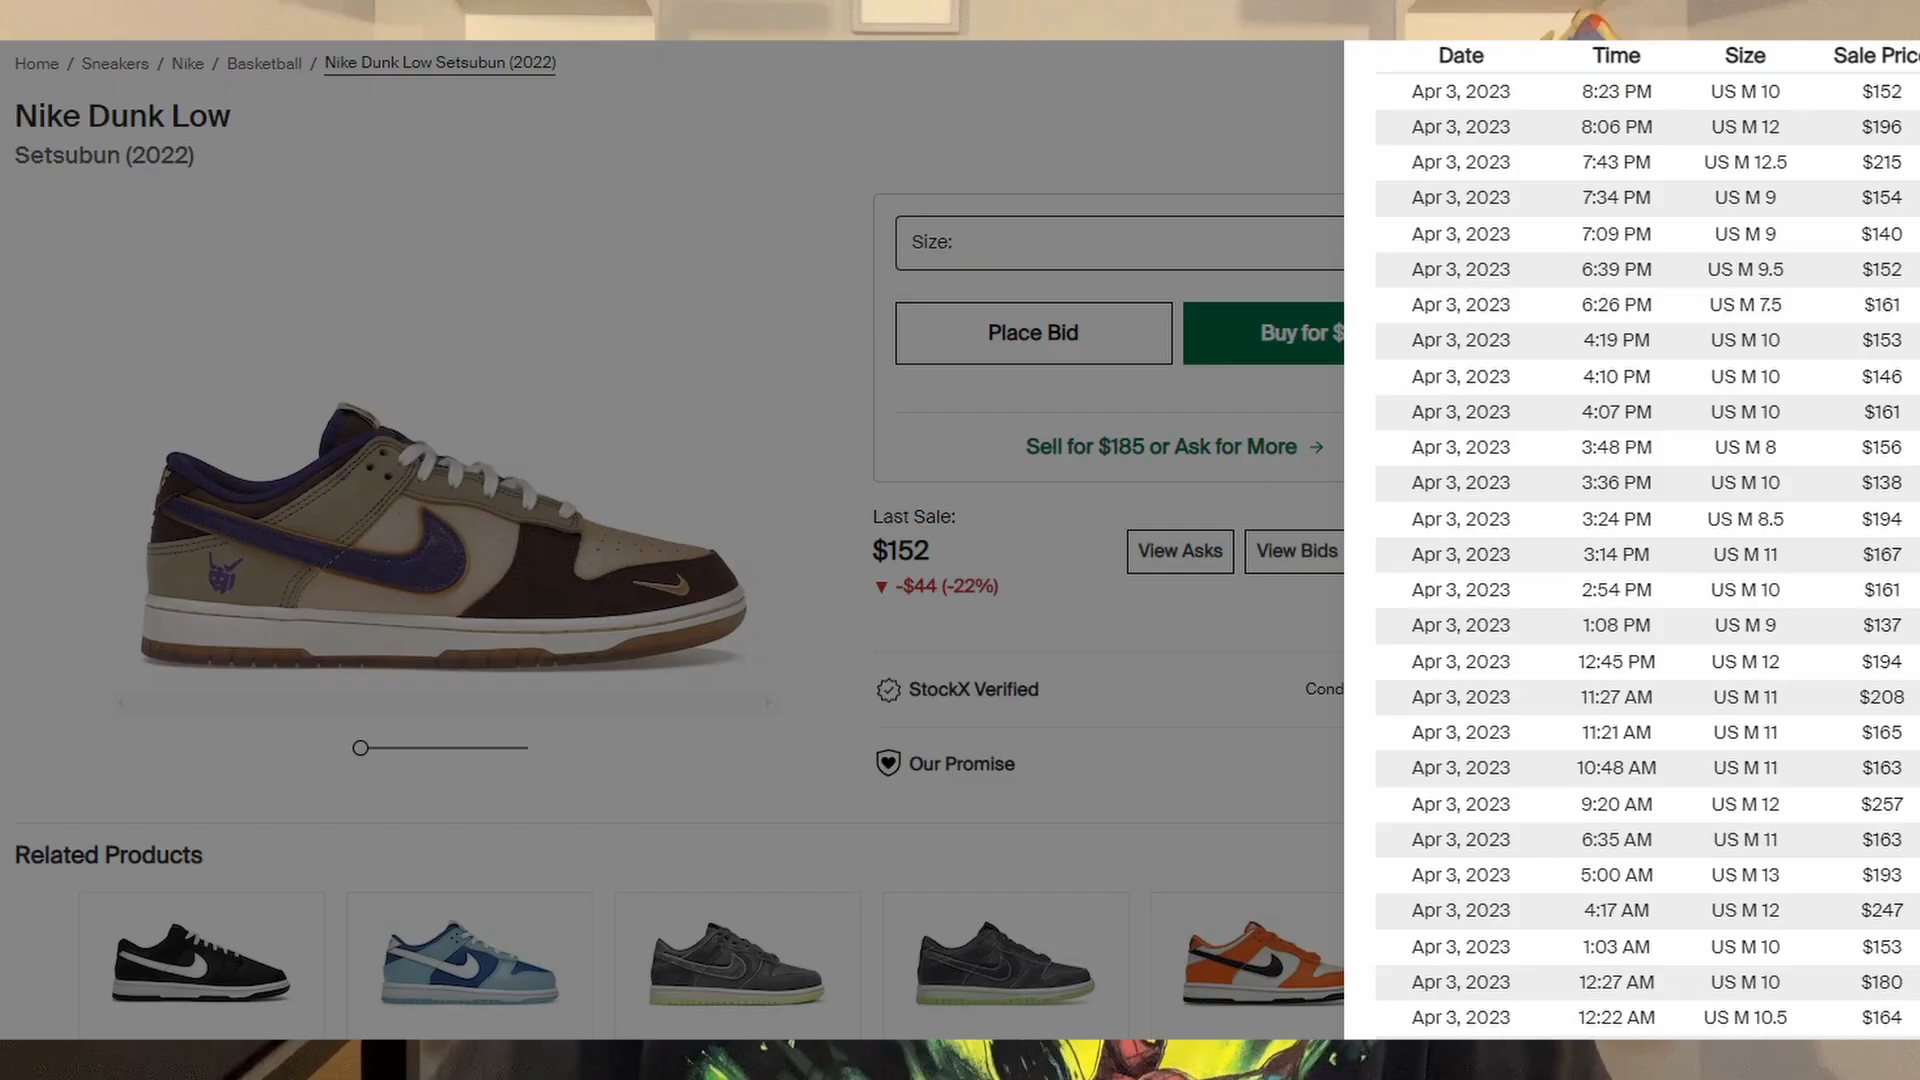 Home / Sneakers / Nike / Basketball / Nike Dunk Low Setsubun (2022)
Nike Dunk Low
Setsubun (2022)
Size:
Place Bid
Buy for $
Sell for $185 or Ask for More
Last Sale:
$152
-$44 (-22%)
View Asks
View Bids
StockX Verified
Cond
Our Promise
Related Products
Date Time Size Sale Pric
Apr 3, 2023 8:23 PM US M 10 $152
Apr 3, 2023 8:06 PM US M 12 $196
Apr 3, 2023 7:43 PM US M 12.5 $215
Apr 3, 2023 7:34 PM US M 9 $154
Apr 3, 2023 7:09 PM US M 9 $140
Apr 3, 2023 6:39 PM US M 9.5 $152
Apr 3, 2023 6:26 PM US M 7.5 $161
Apr 3, 2023 4:19 PM US M 10 $153
Apr 3, 2023 4:10 PM US M 10 $146
Apr 3, 2023 4:07 PM US M 10 $161
Apr 3, 2023 3:48 PM US M 8 $156
Apr 3, 2023 3:36 PM US M 10 $138
Apr 3, 2023 3:24 PM US M 8.5 $194
Apr 3, 2023 3:14 PM US M 11 $167
Apr 3, 2023 2:54 PM US M 10 $161
Apr 3, 2023 1:08 PM US M 9 $137
Apr 3, 2023 12:45 PM US M 12 $194
Apr 3, 2023 11:27 AM US M 11 $208
Apr 3, 2023 11:21 AM US M 11 $165
Apr 3, 2023 10:48 AM US M 11 $163
Apr 3, 2023 9:20 AM US M 12 $257
Apr 3, 2023 6:35 AM US M 11 $163
Apr 3, 2023 5:00 AM US M 13 $193
Apr 3, 2023 4:17 AM US M 12 $247
Apr 3, 2023 1:03 AM US M 10 $153
Apr 3, 2023 12:27 AM US M 10 $180
Apr 3, 2023 12:22 AM US M 10.5 $164